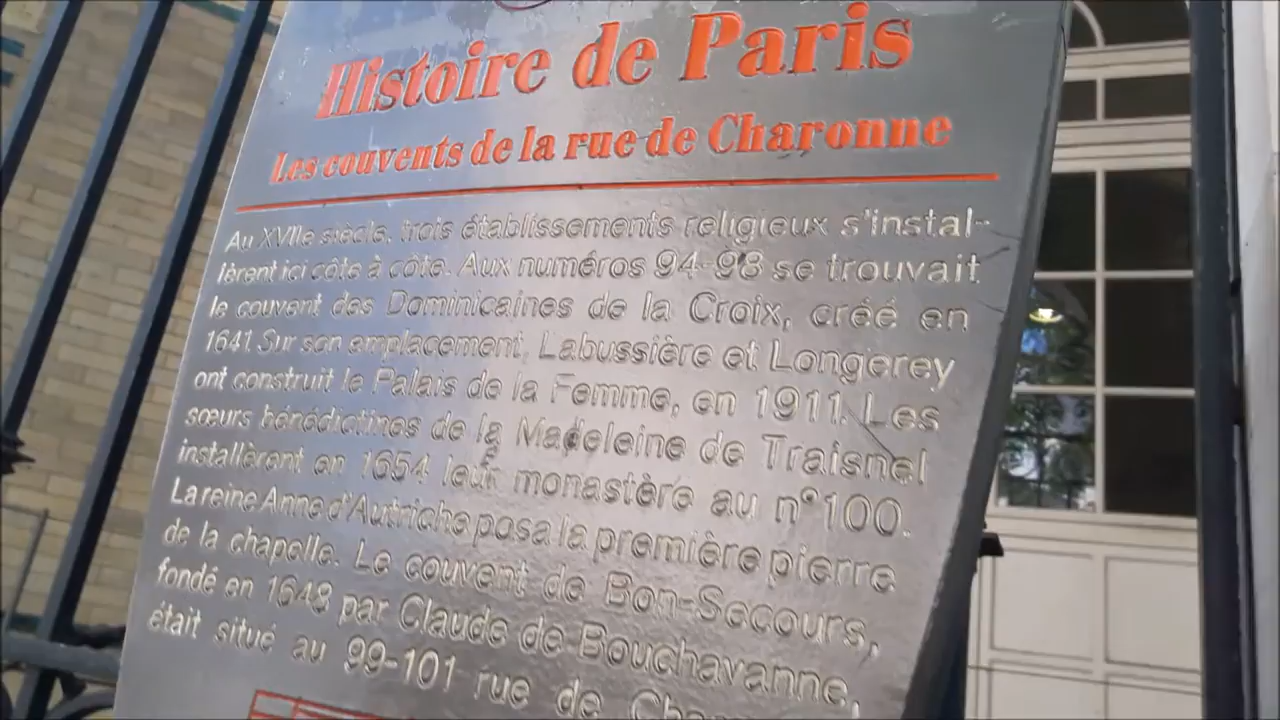 Histoire de Paris
Les couvents de la rue de Charonne
Au XVIIe siècle, trois établissements religieux s'instal-
lèrent ici côte à côte. Aux numéros 94-98 se trouvait
le couvent des Dominicaines de la Croix, créé en
1641. Sur son emplacement, Labussière et Longerey
ont construit le Palais de la Femme, en 1911. Les
sœurs bénédictines de la Madeleine de Traisnel
installèrent en 1654 leur monastère au n°100.
La reine Anne d'Autriche posa la première pierre
de la chapelle. Le couvent de Bon-Secours,
fondé en 1648 par Claude de Bouchavanne,
était situé au 99-101 rue de